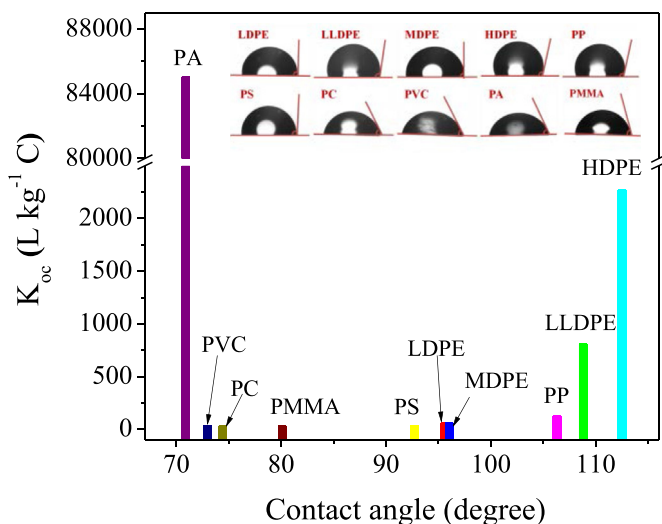 88000
84000
80000
2000
1500
1000
500
0
K_oc (L kg^-1 C)
LDPE LLDPE MDPE HDPE PP
PS PC PVC PA PMMA
PA
PVC
PC
PMMA
PS
LDPE
MDPE
PP
LLDPE
HDPE
70 80 90 100 110
Contact angle (degree)